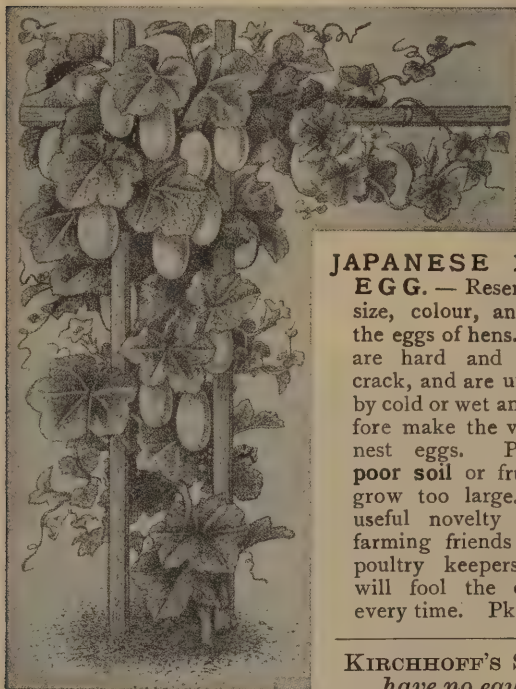 JAPANESE
EGG. — Rese
size, colour, an
the eggs of hens.
are hard and
crack, and are u
by cold or wet an
fore make the v
nest eggs. P
poor soil or fr
grow too large.
useful novelty
farming friends
poultry keepers
will fool the
every time. Pk
KIRCHHOFF'S S
have no equ